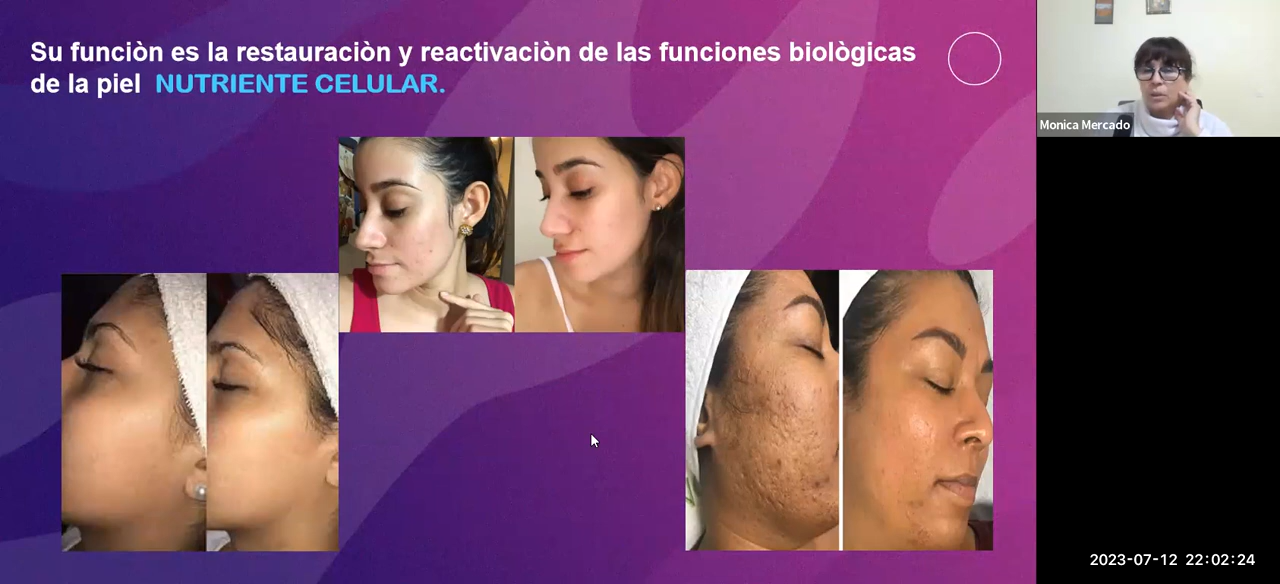 Su funciòn es la restauraciòn y reactivaciòn de las funciones biològicas
de la piel  NUTRIENTE CELULAR.
Monica Mercado
2023-07-12 22:02:24